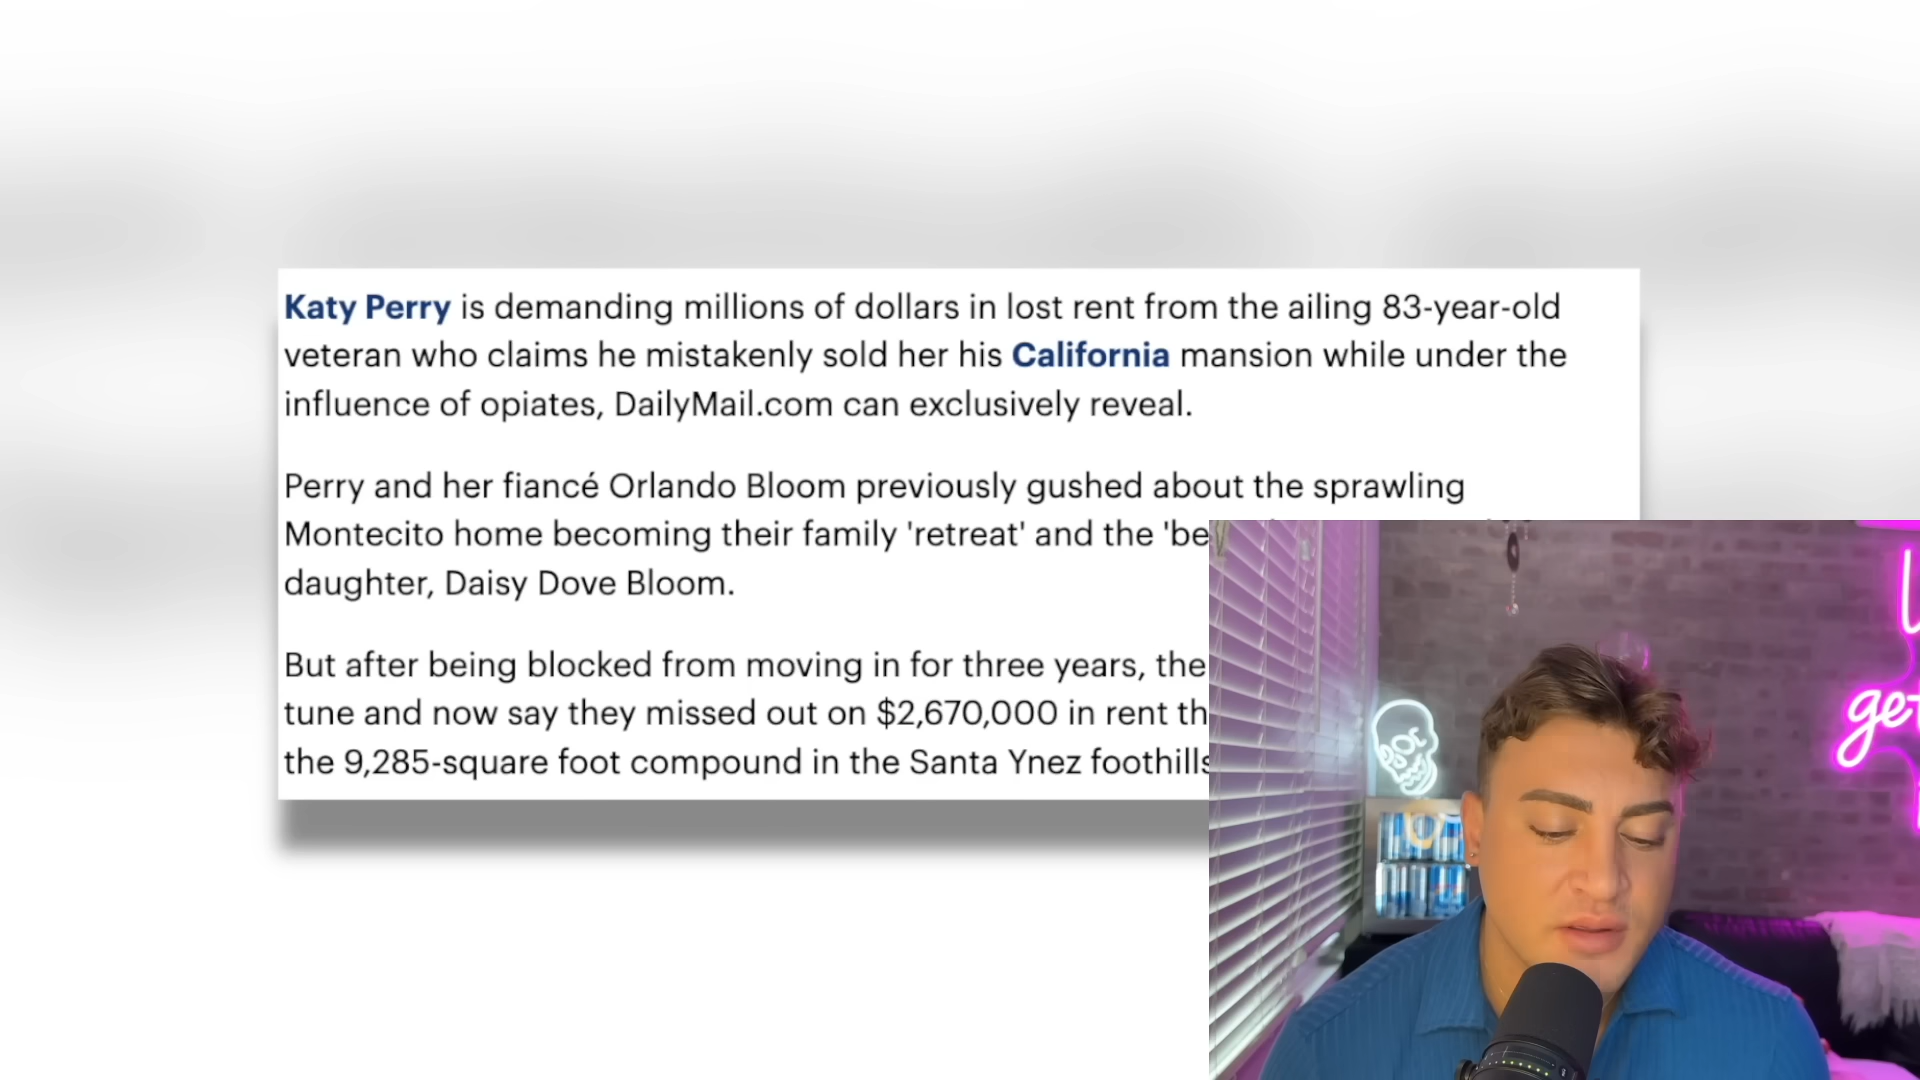 Katy Perry is demanding millions of dollars in lost rent from the ailing 83-year-old
veteran who claims he mistakenly sold her his California mansion while under the
influence of opiates, DailyMail.com can exclusively reveal.
Perry and her fiancé Orlando Bloom previously gushed about the sprawling
Montecito home becoming their family 'retreat' and the
daughter, Daisy Dove Bloom.
But after being blocked from moving in for three years,
tune and now say they missed out on $2,670,000 in rent
the 9,285-square foot compound in the Santa Ynez foothills